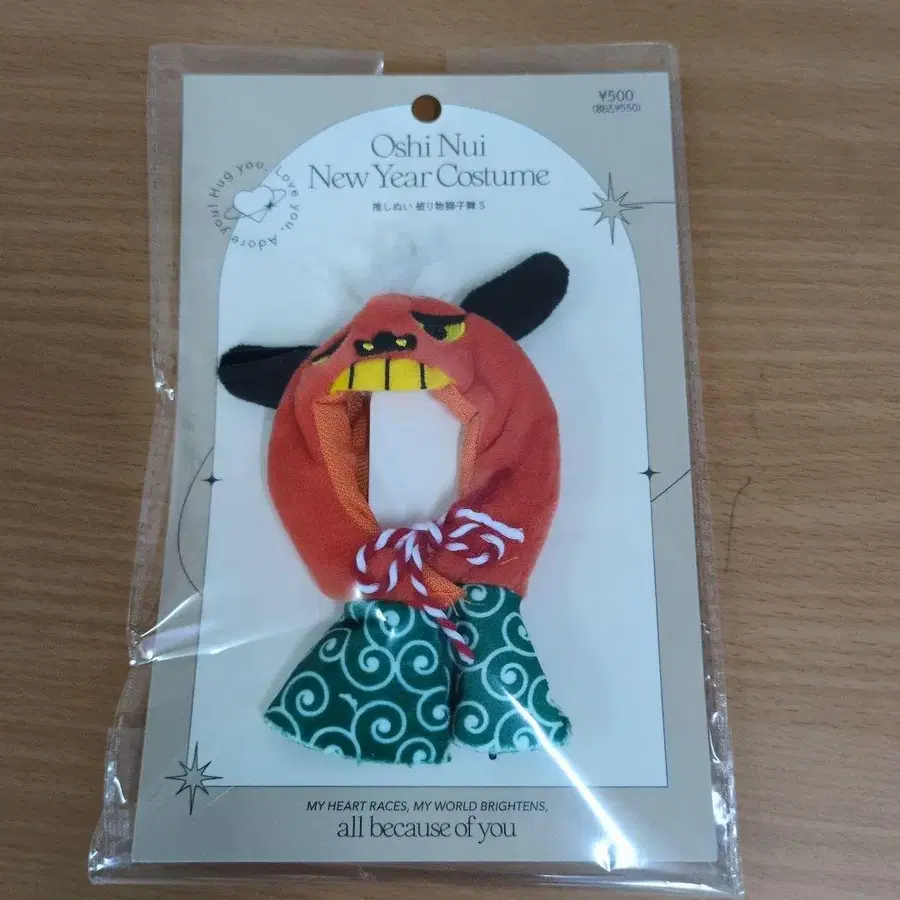 ¥500
(税込¥550)
Oshi Nui
New Year Costume
推しぬい 被り物獅子舞 S
Hug you, Love you, Adore you!
MY HEART RACES, MY WORLD BRIGHTENS,
all because of you